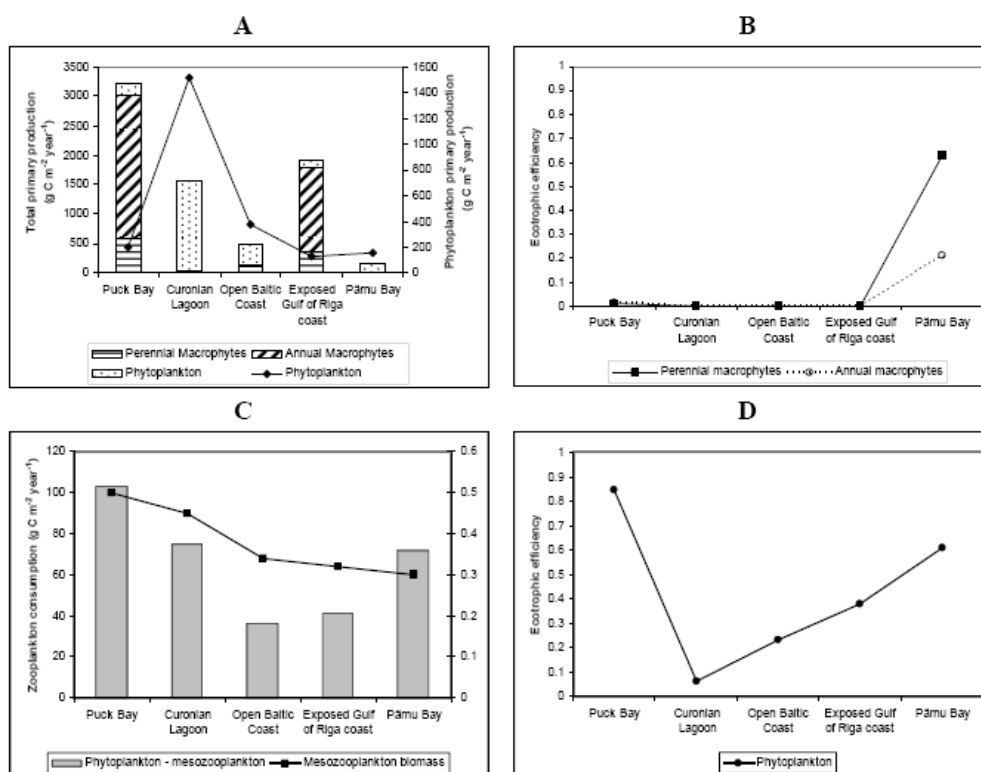 A
Total primary production
(g C m-2 year-1)
3500
3000
2500
2000
1500
1000
500
0
1600
1400
1200
1000
800
600
400
200
0
Phytoplankton primary production
(g C m-2 year-1)
Puck Bay
Curonian
Lagoon
Open Baltic
Coast
Exposed
Gulf of Riga
coast
Pärnu Bay
Perennial Macrophytes
Annual Macrophytes
Phytoplankton
Phytoplankton
B
Ecotrophic efficiency
1
0.9
0.8
0.7
0.6
0.5
0.4
0.3
0.2
0.1
0
Puck Bay
Curonian
Lagoon
Open Baltic
Coast
Exposed Gulf
of Riga coast
Pärnu Bay
Perennial macrophytes
Annual macrophytes
C
Zooplankton consumption (g C m-2 year-1)
120
100
80
60
40
20
0
0.6
0.5
0.4
0.3
0.2
0.1
0
Puck Bay
Curonian
Lagoon
Open Baltic
Coast
Exposed Gulf
of Riga coast
Pärnu Bay
Phytoplankton - mesozooplankton
Mesozooplankton biomass
D
Ecotrophic efficiency
1
0.9
0.8
0.7
0.6
0.5
0.4
0.3
0.2
0.1
0
Puck Bay
Curonian
Lagoon
Open Baltic
Coast
Exposed Gulf
of Riga coast
Pärnu Bay
Phytoplankton